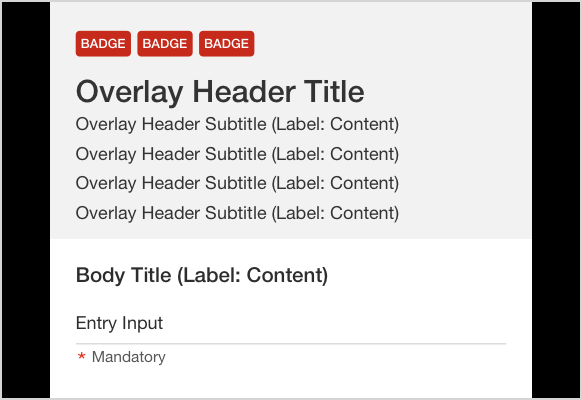 BADGE BADGE BADGE
Overlay Header Title
Overlay Header Subtitle (Label: Content)
Overlay Header Subtitle (Label: Content)
Overlay Header Subtitle (Label: Content)
Overlay Header Subtitle (Label: Content)
Body Title (Label: Content)
Entry Input
* Mandatory